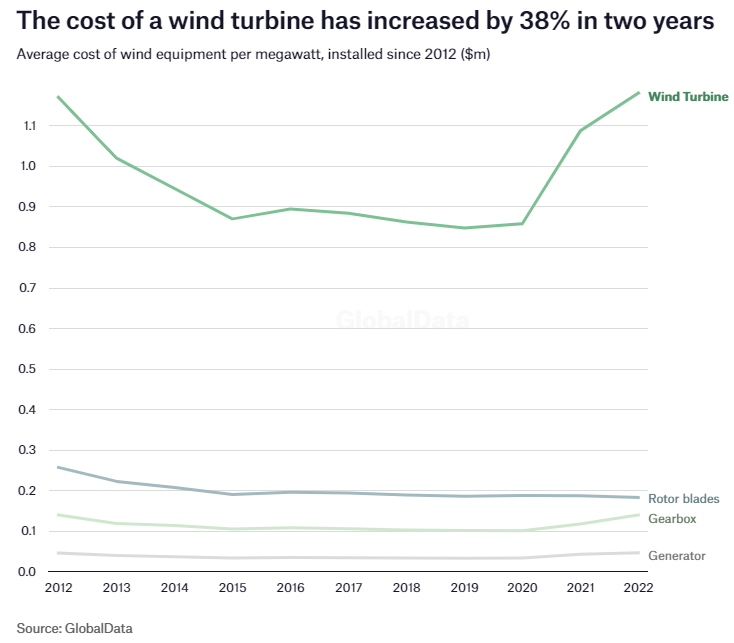 The cost of a wind turbine has increased by 38% in two years
Average cost of wind equipment per megawatt, installed since 2012 ($m)
Wind Turbine
1.1
1.0
0.9
0.8
0.7
GlobalData
0.6
0.5
0.4
0.3
0.2
Rotor blades
Gearbox
0.1
Generator
0.0
2012 2013 2014 2015 2016 2017 2018 2019 2020 2021 2022
Source: GlobalData